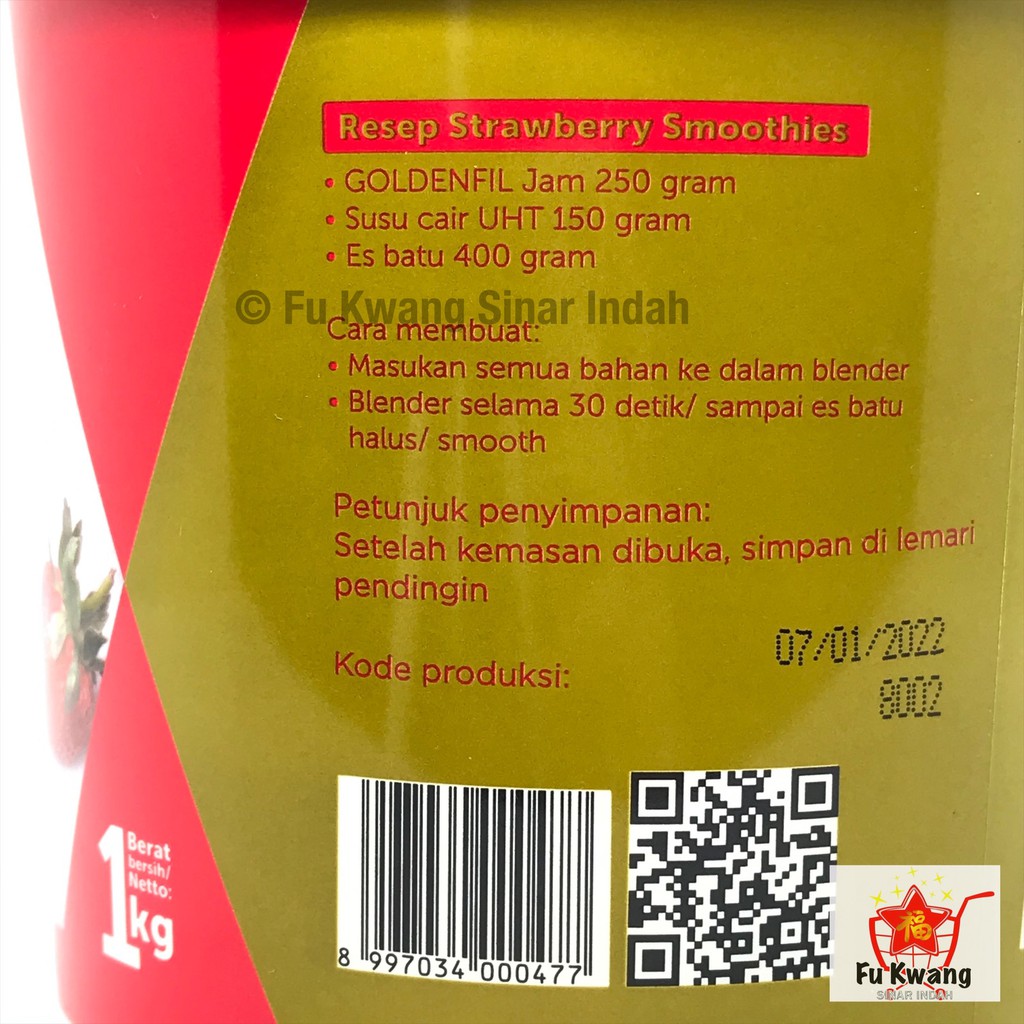 Resep Strawberry Smoothies
• GOLDENFIL Jam 250 gram
• Susu cair UHT 150 gram
• Es batu 400 gram
© Fu Kwang Sinar Indah
Cara membuat:
• Masukan semua bahan ke dalam blender
• Blender selama 30 detik/ sampai es batu
halus/ smooth
Petunjuk penyimpanan:
Setelah kemasan dibuka, simpan di lemari
pendingin
Kode produksi:
07/01/2022
8002
Berat
bersih/
Netto:
1kg
8 997034 000477
福
Fu Kwang
SINAR INDAH